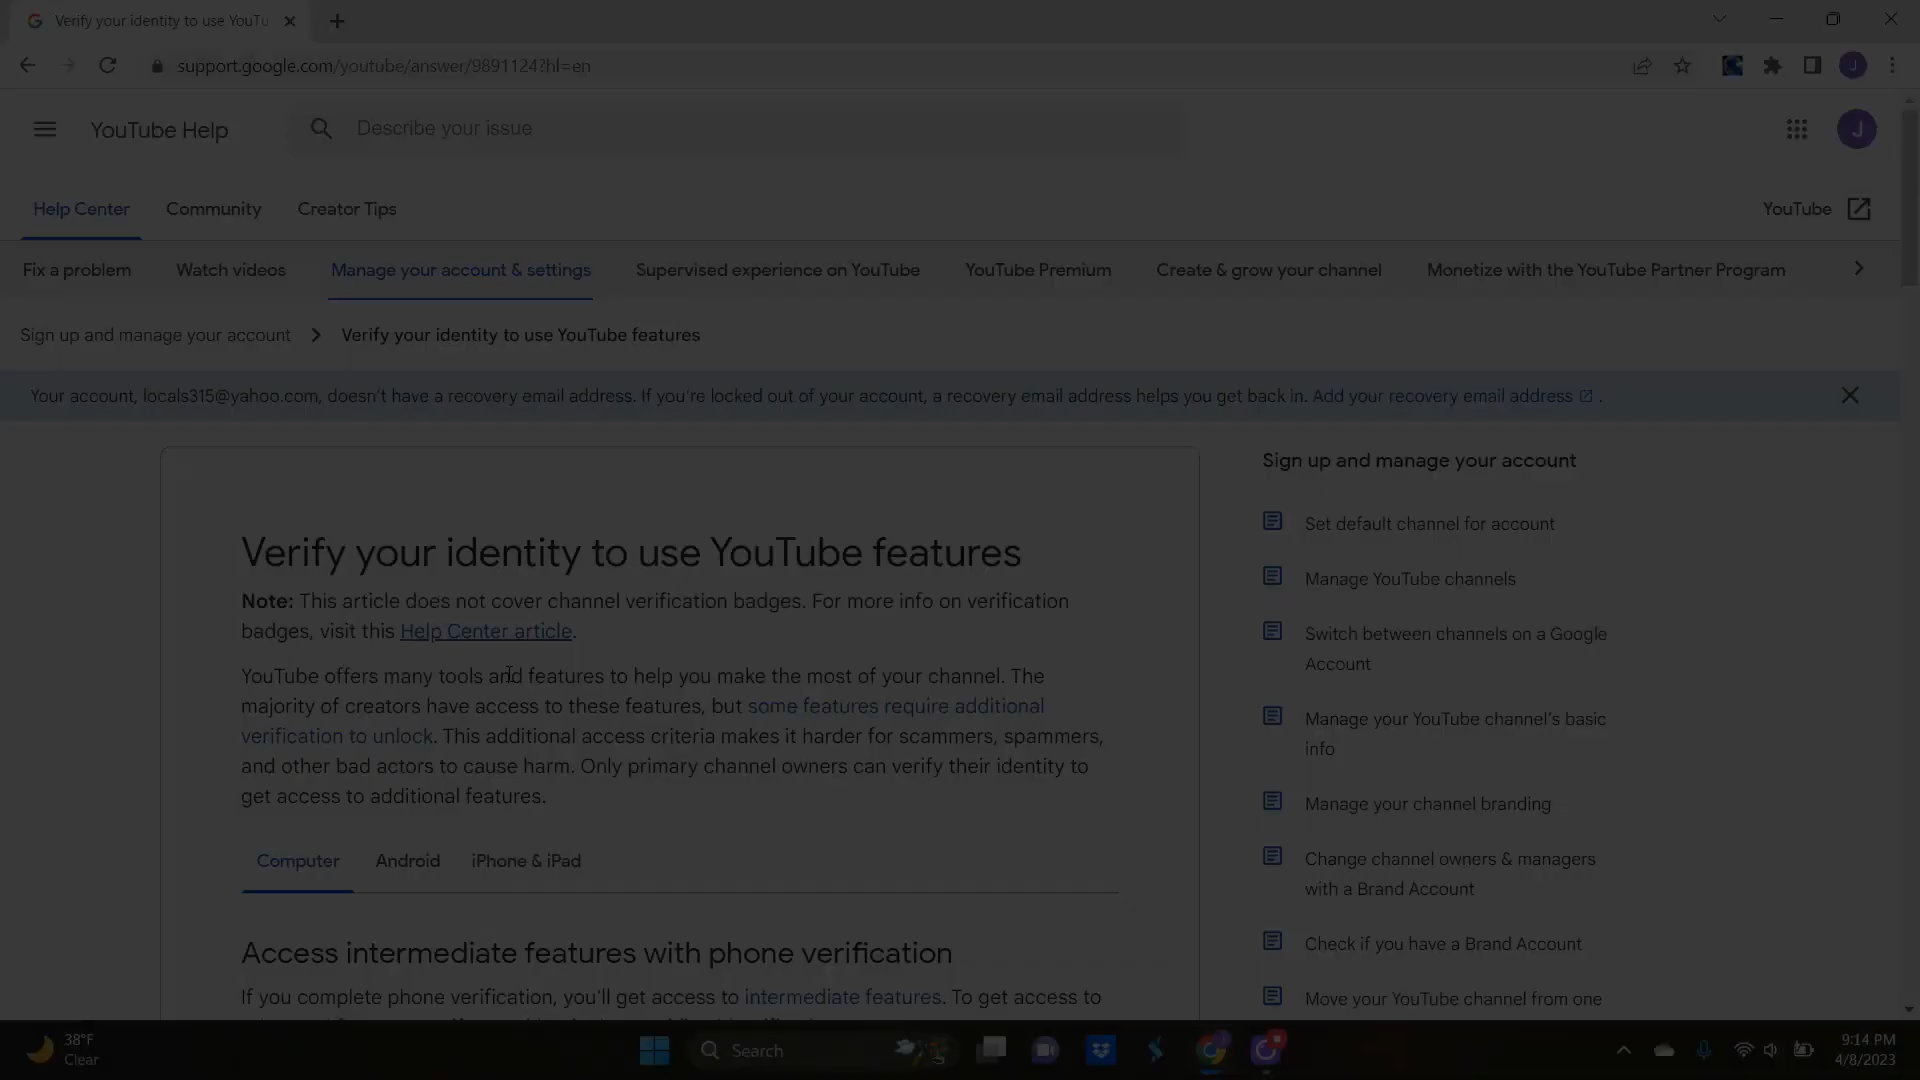 Verify your identity to use YouTu
support.google.com/youtube/answer/9891124?hl=en
J
YouTube Help
Describe your issue
J
Help Center
Community
Creator Tips
YouTube
Fix a problem
Watch videos
Manage your account & settings
Supervised experience on YouTube
YouTube Premium
Create & grow your channel
Monetize with the YouTube Partner Program
Sign up and manage your account
Verify your identity to use YouTube features
Your account, locals315@yahoo.com, doesn't have a recovery email address. If you're locked out of your account, a recovery email address helps you get back in. Add your recovery email address .
Verify your identity to use YouTube features
Note: This article does not cover channel verification badges. For more info on verification
badges, visit this Help Center article.
YouTube offers many tools and features to help you make the most of your channel. The
majority of creators have access to these features, but some features require additional
verification to unlock. This additional access criteria makes it harder for scammers, spammers,
and other bad actors to cause harm. Only primary channel owners can verify their identity to
get access to additional features.
Computer
Android
iPhone & iPad
Access intermediate features with phone verification
If you complete phone verification, you'll get access to intermediate features. To get access to
Sign up and manage your account
Set default channel for account
Manage YouTube channels
Switch between channels on a Google
Account
Manage your YouTube channel's basic
info
Manage your channel branding
Change channel owners & managers
with a Brand Account
Check if you have a Brand Account
Move your YouTube channel from one
38°F
Clear
Search
9:14 PM
4/8/2023